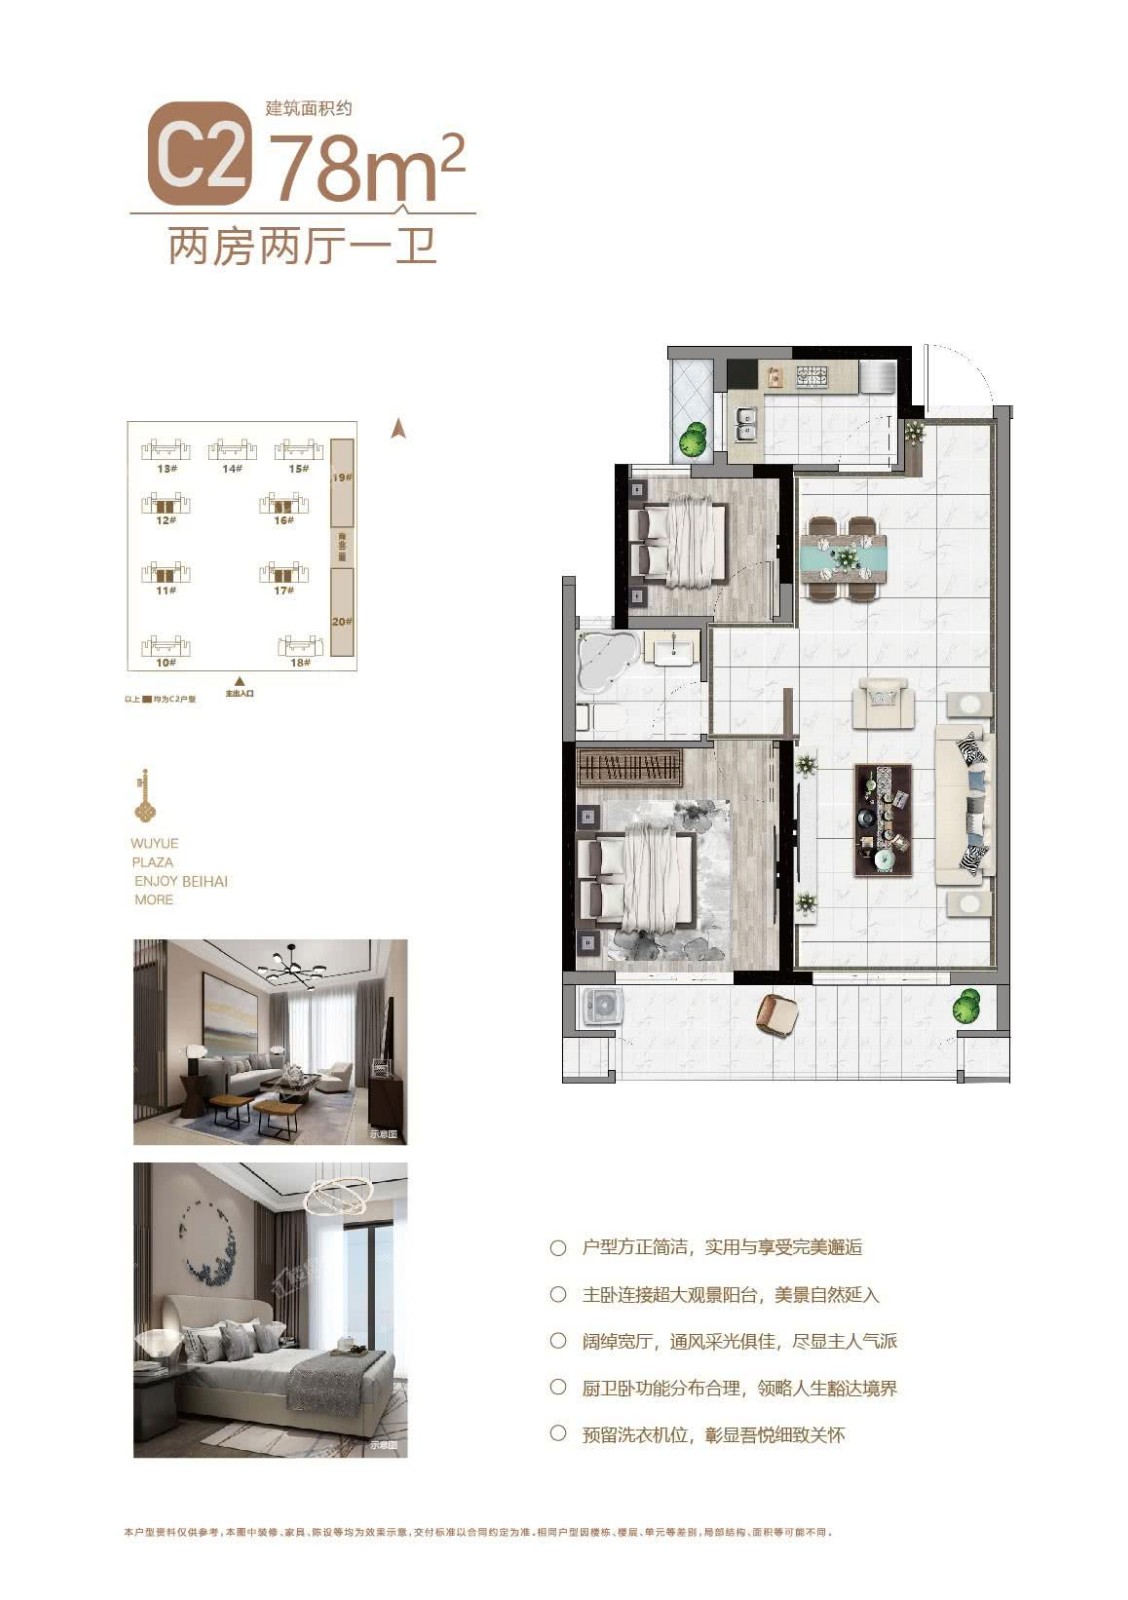 C2
建筑面积约
78m²
两房两厅一卫
13#
14#
15#
19#
12#
16#
商业街
11#
17#
20#
10#
18#
以上 均为C2户型
主出入口
WUYUE
PLAZA
ENJOY BEIHAI
MORE
示意图
示意图
户型方正简洁，实用与享受完美邂逅
主卧连接超大观景阳台，美景自然延入
阔绰宽厅，通风采光俱佳，尽显主人气派
厨卫卧功能分布合理，领略人生豁达境界
预留洗衣机位，彰显吾悦细致关怀
本户型资料仅供参考，本图中装修、家具、陈设等均为效果示意，交付标准以合同约定为准。相同户型因楼栋、楼层、单元等差别，局部结构、面积等可能不同。